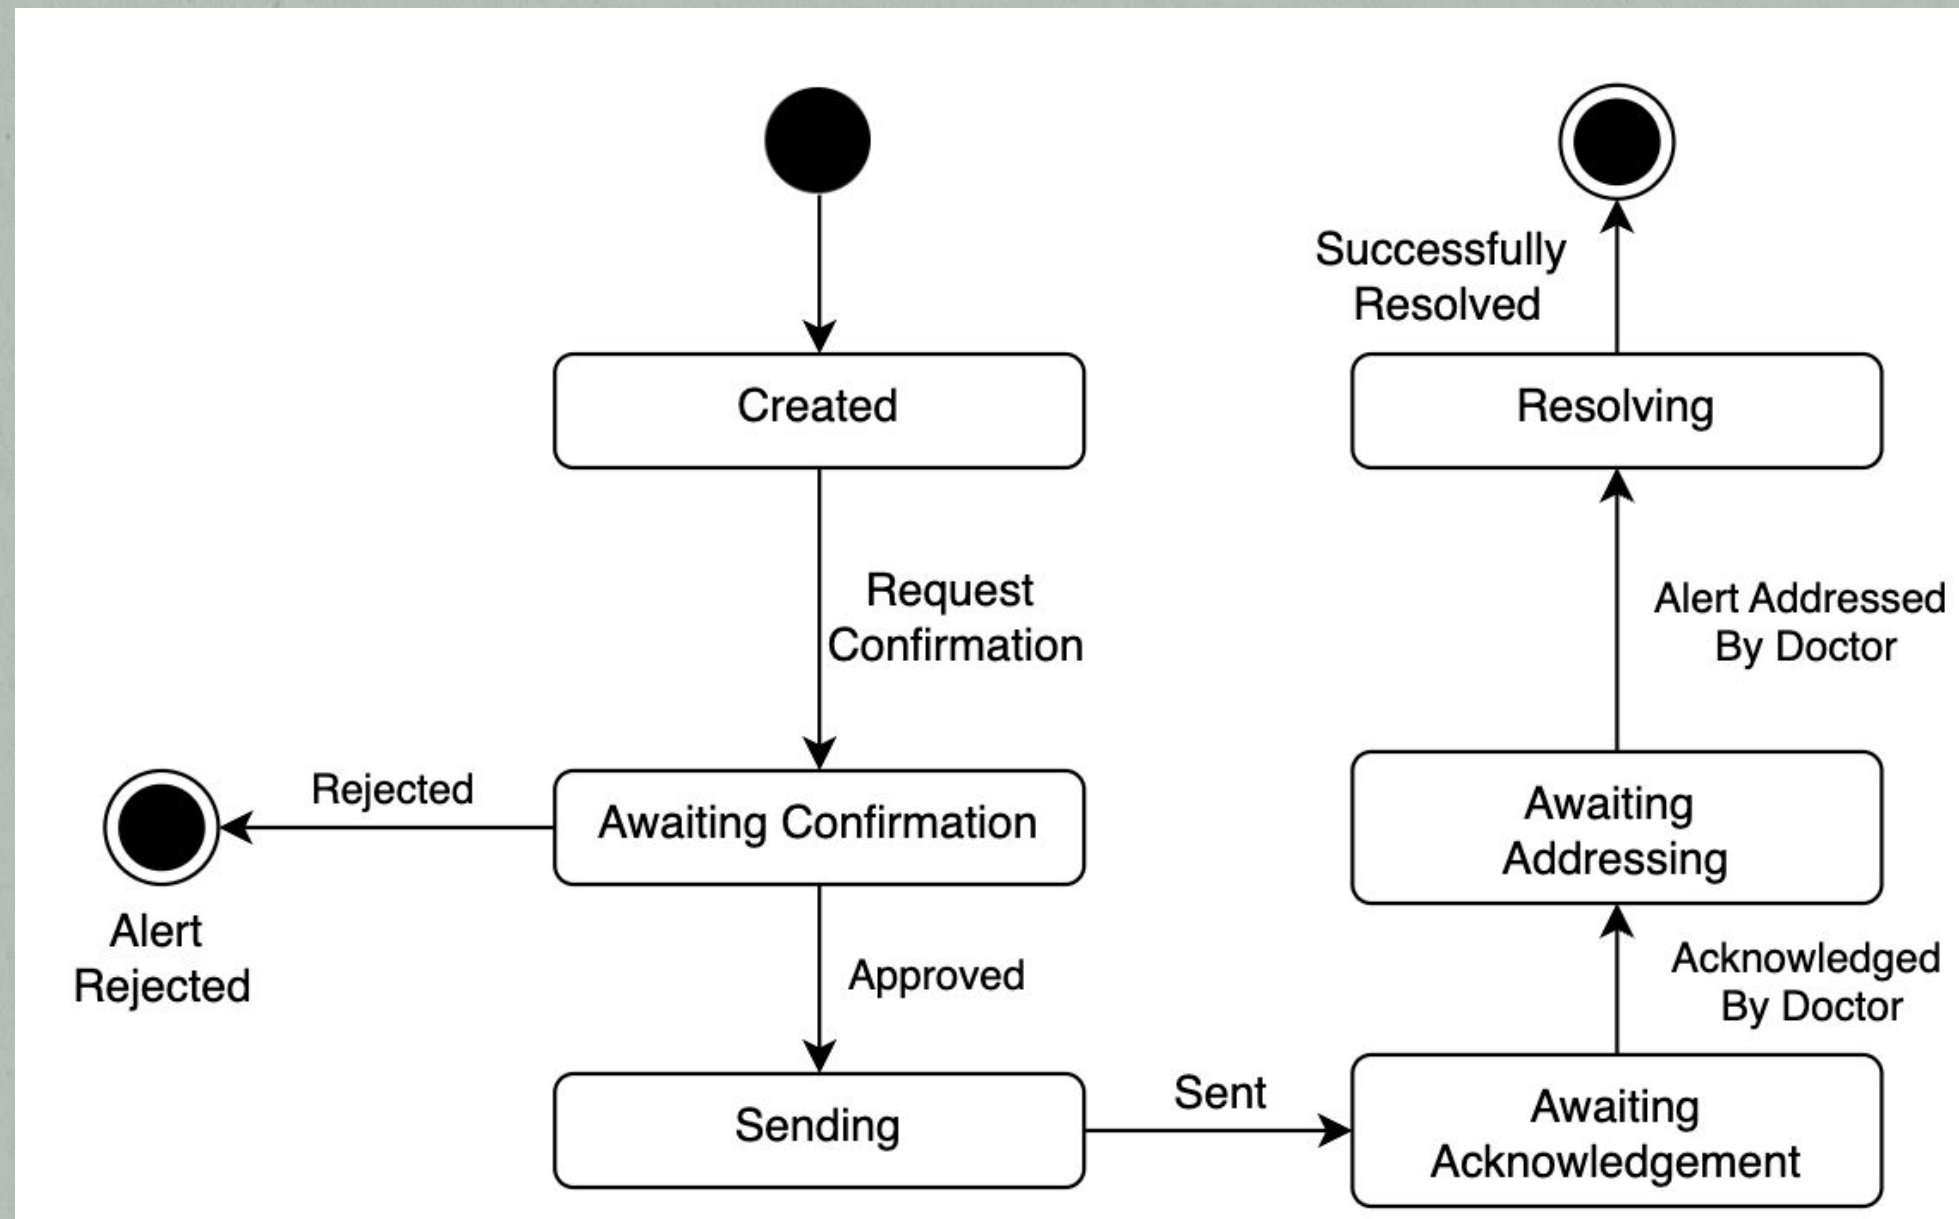 Created
Request
Confirmation
Rejected
Awaiting Confirmation
Alert
Rejected
Approved
Sending
Sent
Awaiting
Acknowledgement
Acknowledged
By Doctor
Awaiting
Addressing
Alert Addressed
By Doctor
Resolving
Successfully
Resolved